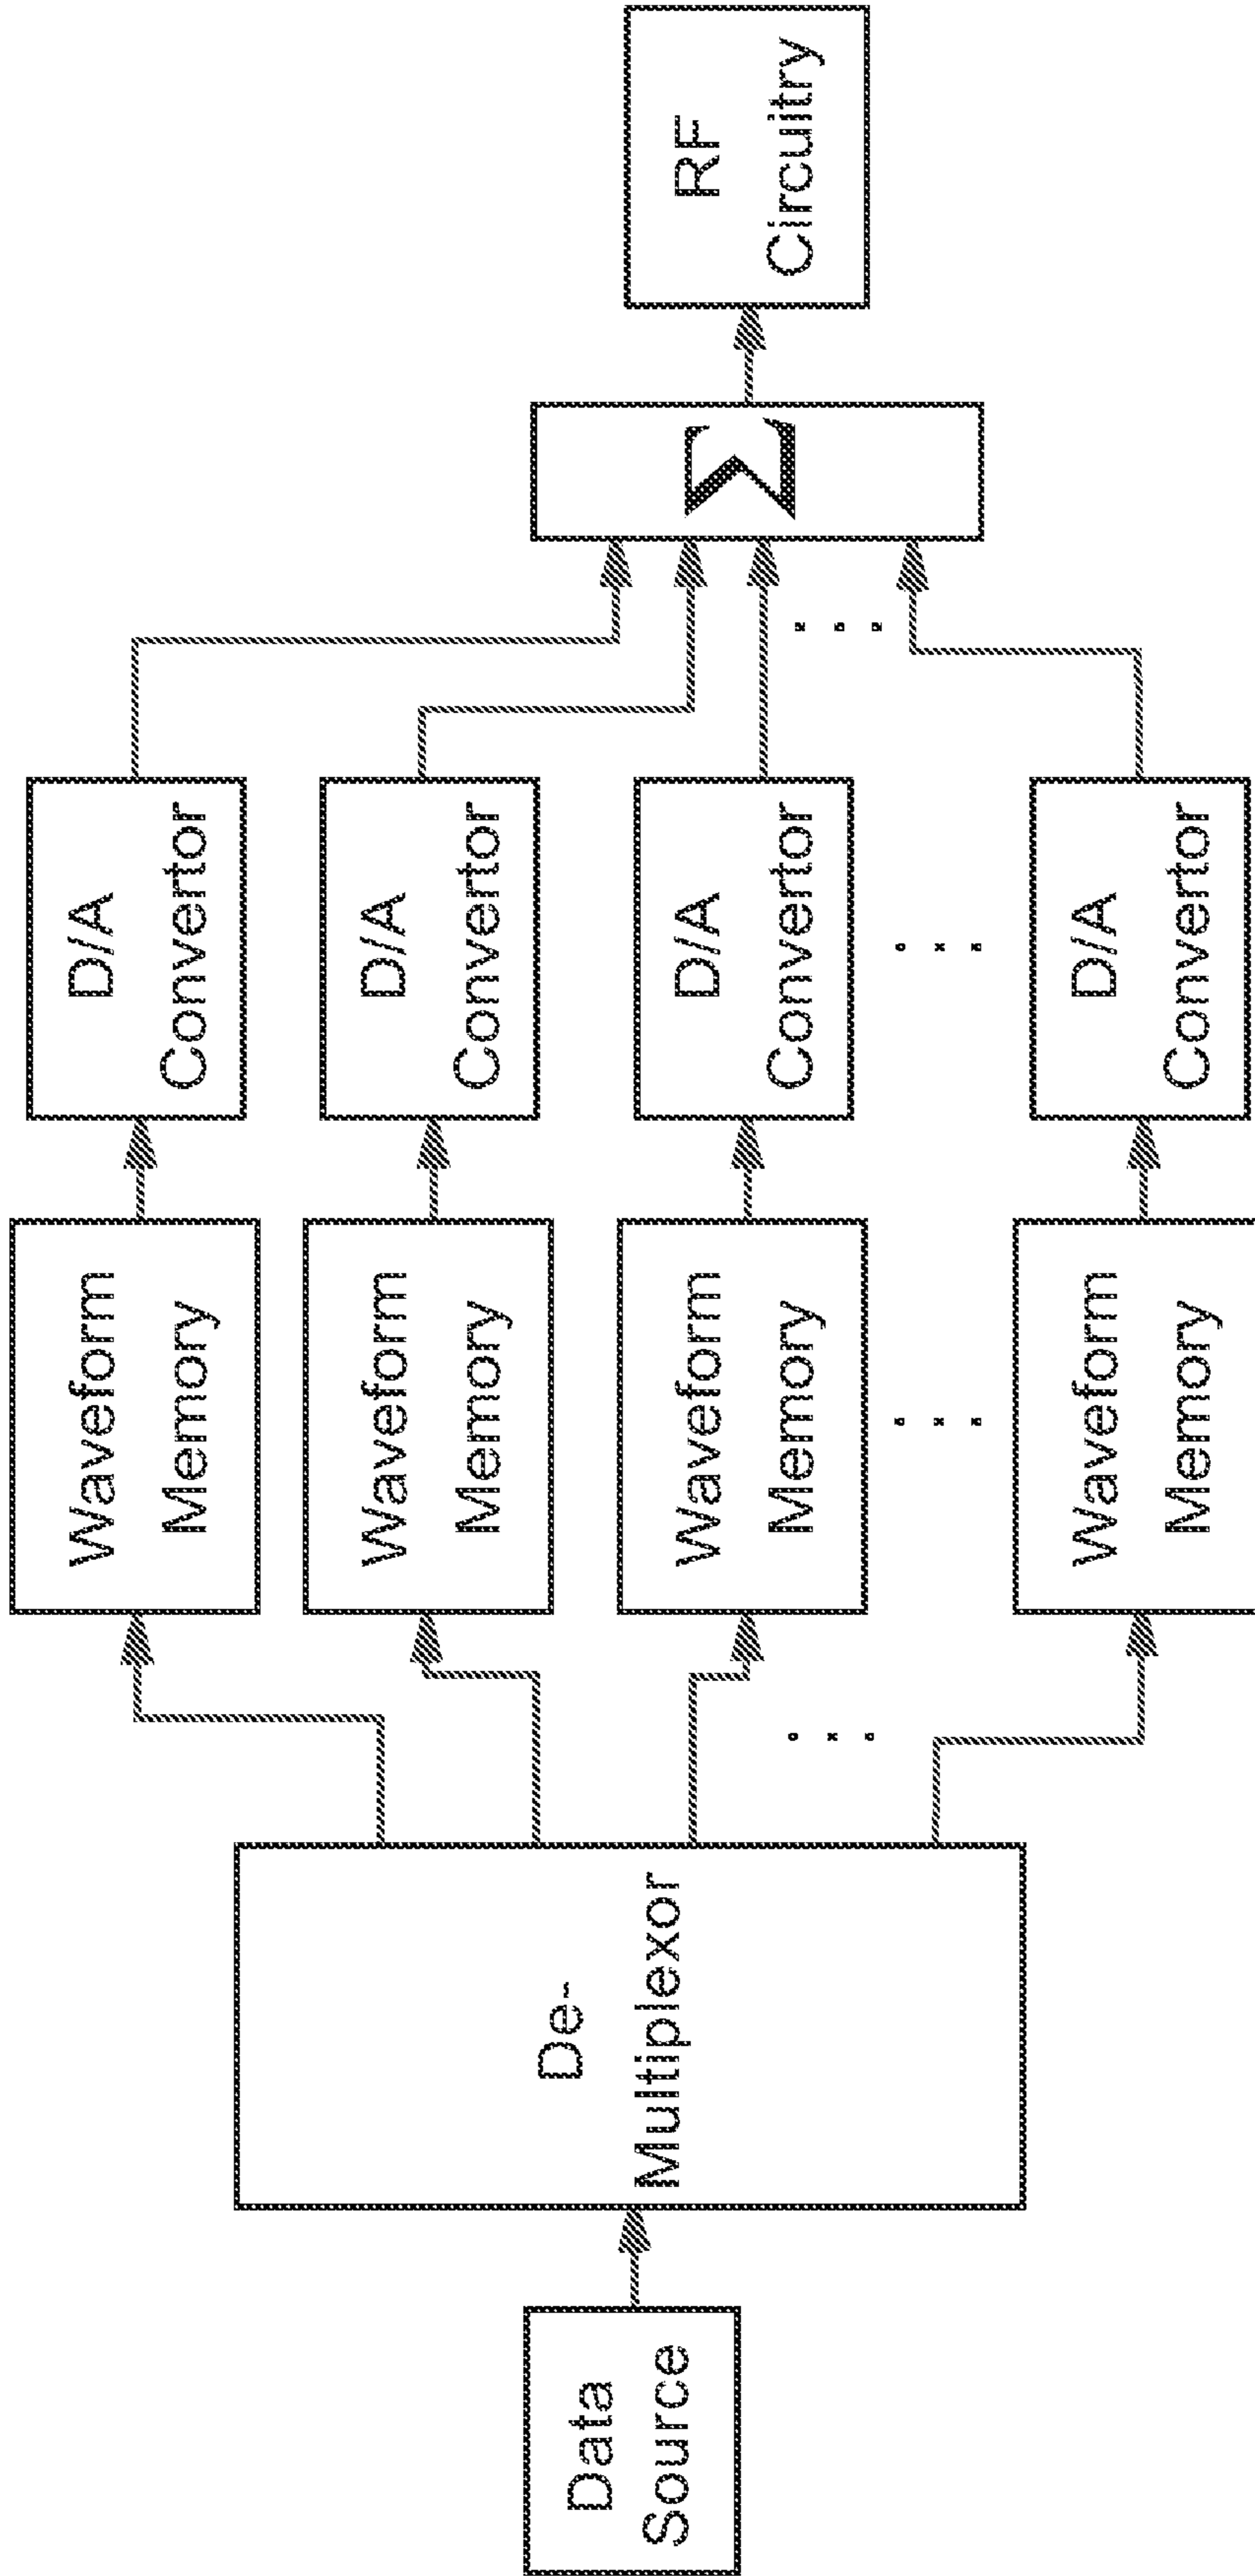 Data
Source
De-
Multiplexor
Waveform
Memory
Waveform
Memory
Waveform
Memory
Waveform
Memory
D/A
Convertor
D/A
Convertor
D/A
Convertor
D/A
Convertor
Σ
RF
Circuitry